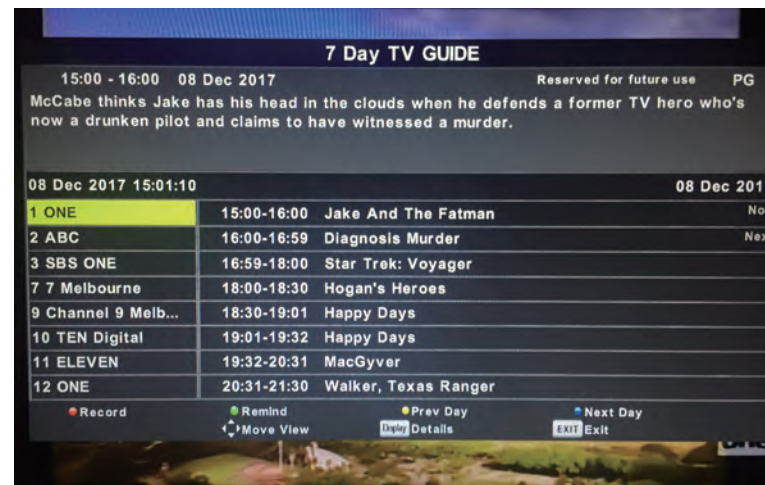 7 Day TV GUIDE
15:00 - 16:00 08 Dec 2017 Reserved for future use PG
McCabe thinks Jake has his head in the clouds when he defends a former TV hero who's
now a drunken pilot and claims to have witnessed a murder.
08 Dec 2017 15:01:10 08 Dec 201
1 ONE 15:00-16:00 Jake And The Fatman No
2 ABC 16:00-16:59 Diagnosis Murder Nex
3 SBS ONE 16:59-18:00 Star Trek: Voyager
7 7 Melbourne 18:00-18:30 Hogan's Heroes
9 Channel 9 Melb... 18:30-19:01 Happy Days
10 TEN Digital 19:01-19:32 Happy Days
11 ELEVEN 19:32-20:31 MacGyver
12 ONE 20:31-21:30 Walker, Texas Ranger
Record Remind Prev Day Next Day
Move View Display Details EXIT Exit